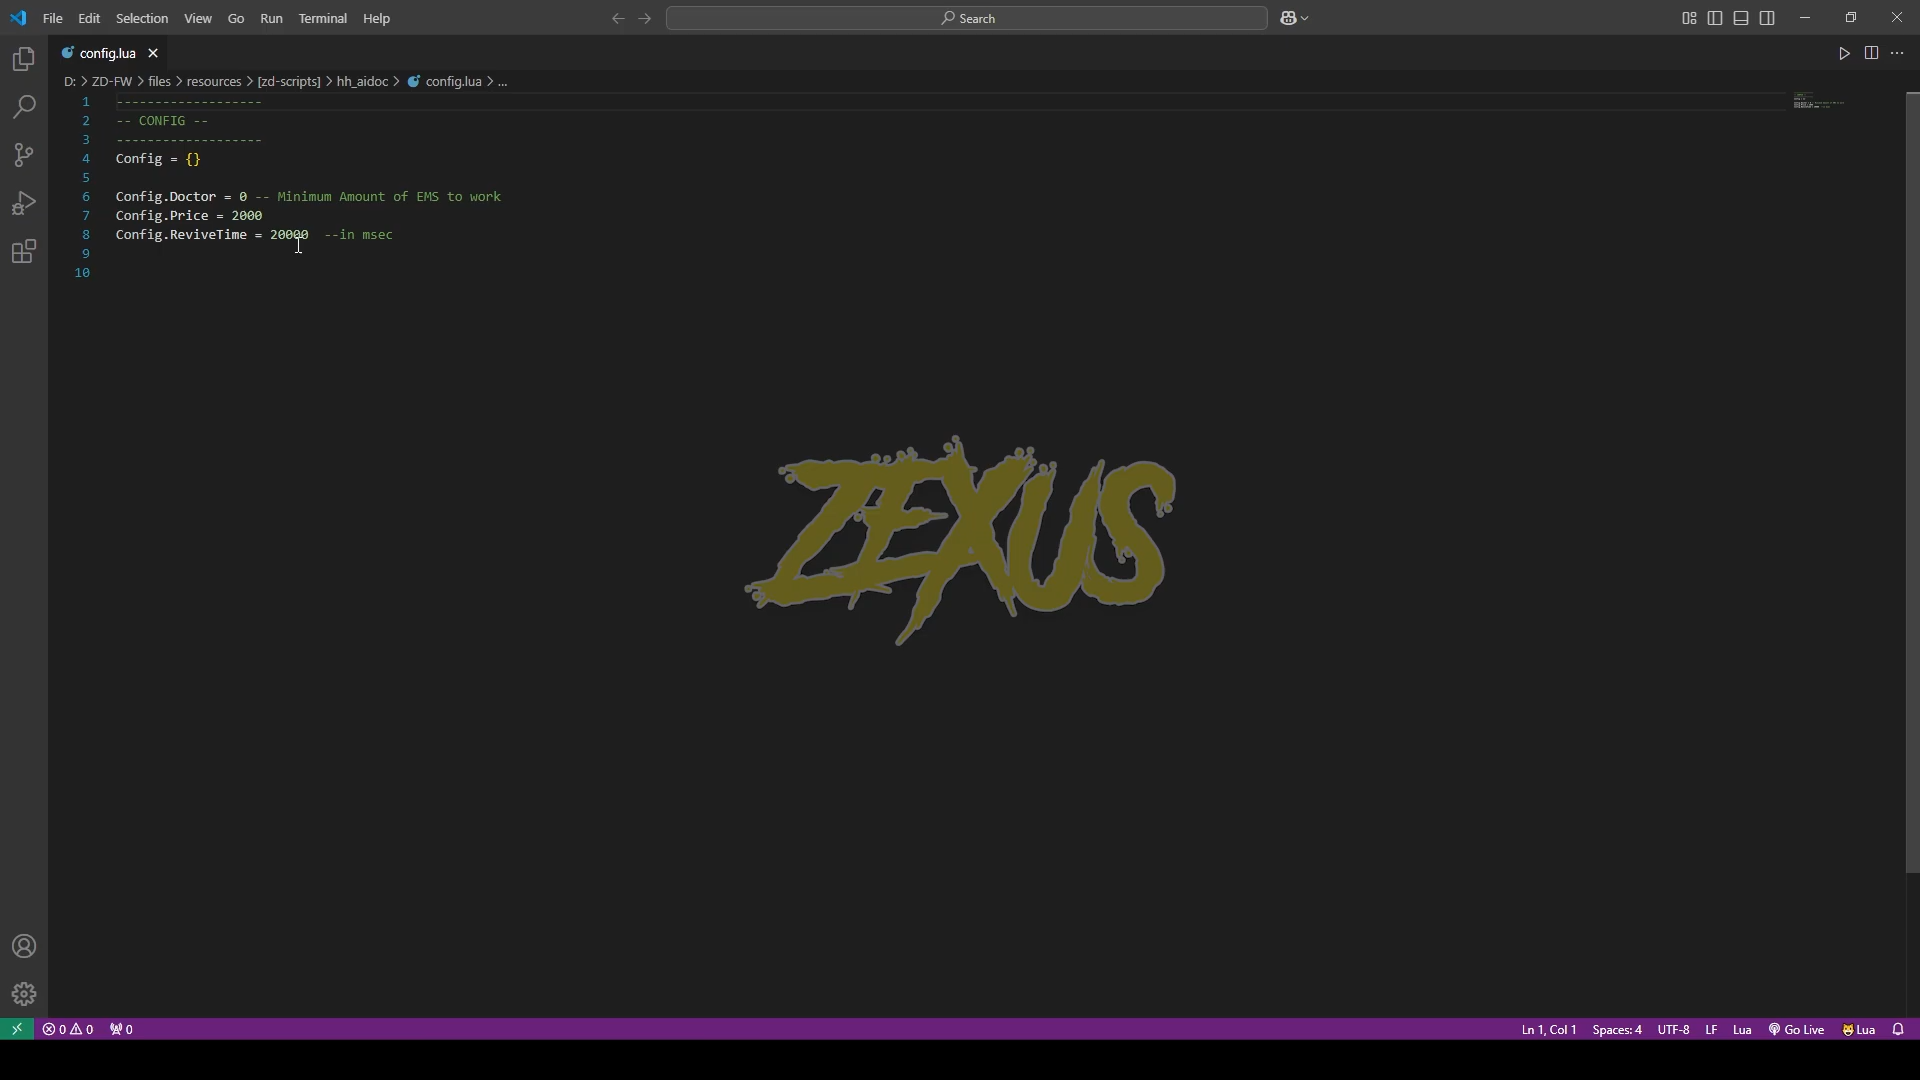 File Edit Selection View Go Run Terminal Help
Search
config.lua
D: > ZD-FW > files > resources > [zd-scripts] > hh_aidoc > config.lua > ...
1 -------------------
2 -- CONFIG --
3 -------------------
4 Config = {}
5
6 Config.Doctor = 0 -- Minimum Amount of EMS to work
7 Config.Price = 2000
8 Config.ReviveTime = 20000 --in msec
9
10
ZEXUS
0 0 0 Ln 1, Col 1 Spaces: 4 UTF-8 LF Lua Go Live Lua